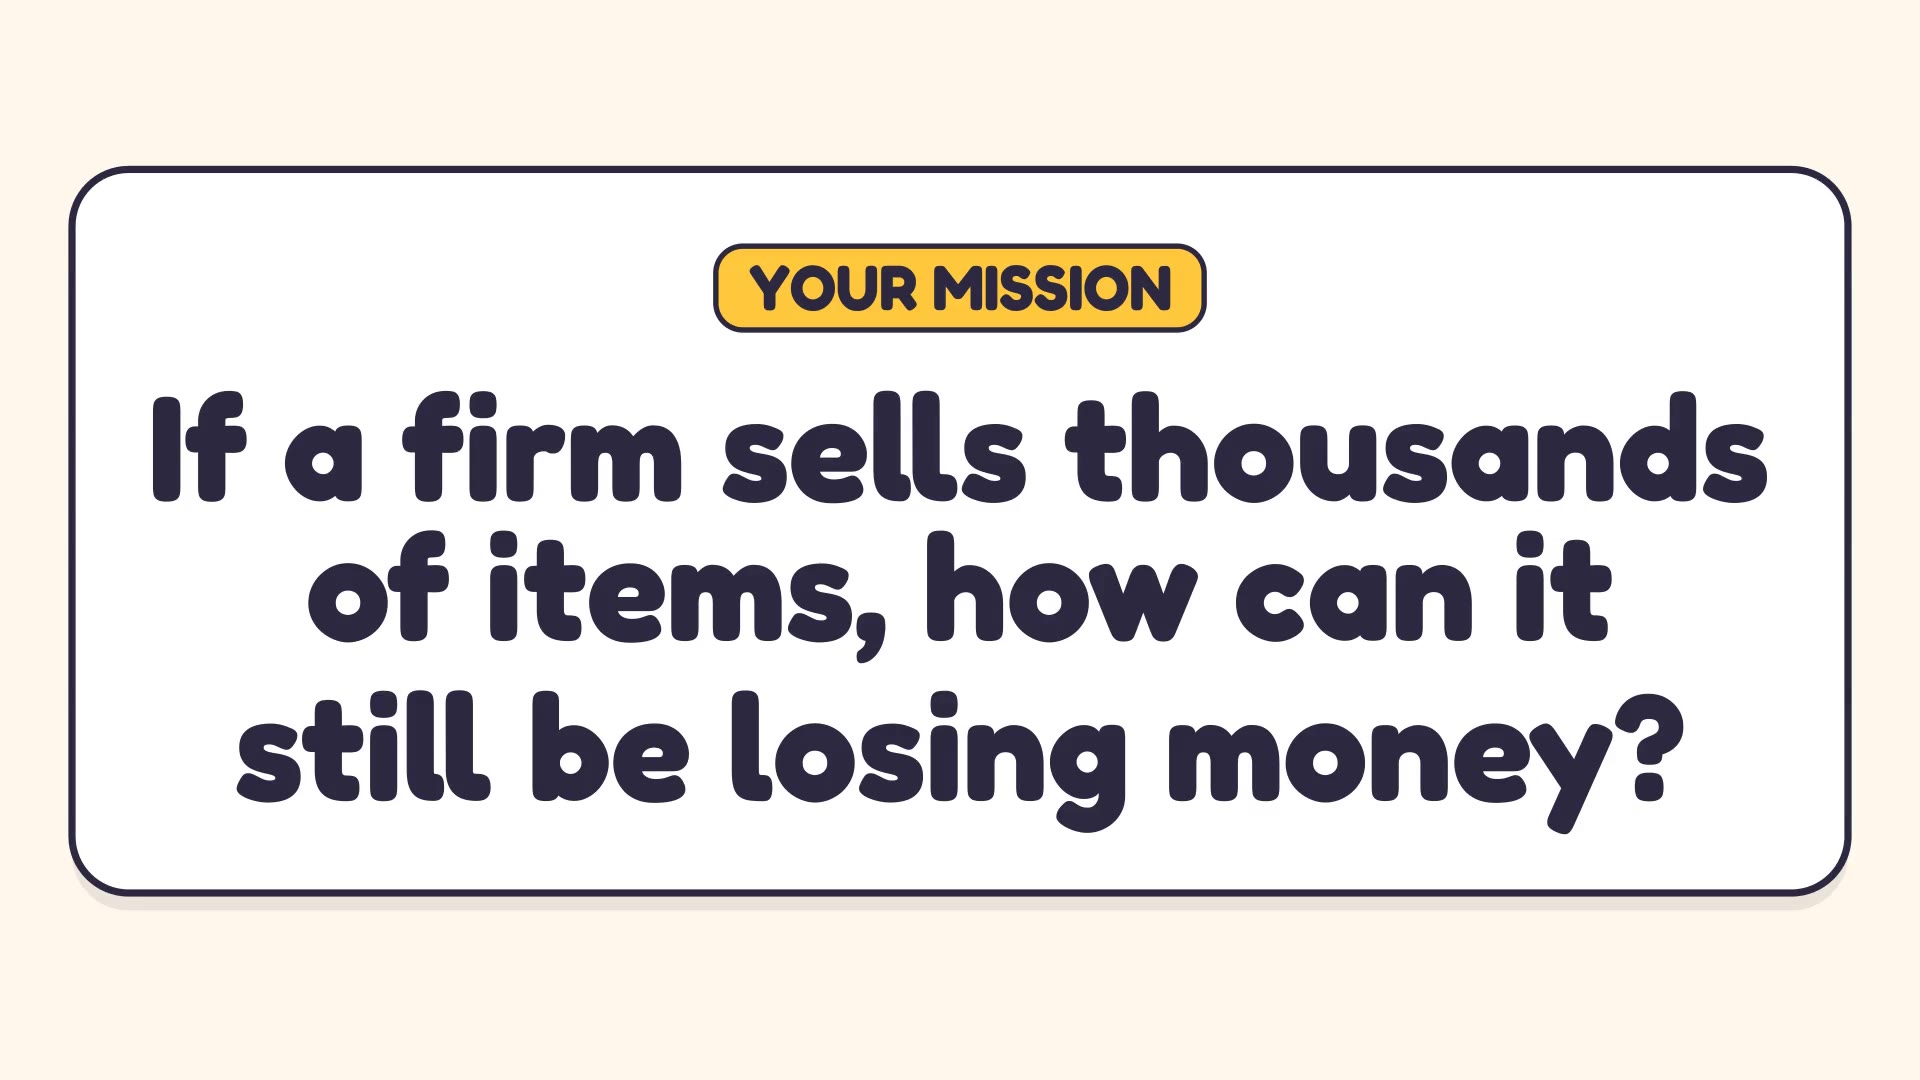 YOUR MISSION
If a firm sells thousands
of items, how can it
still be losing money?